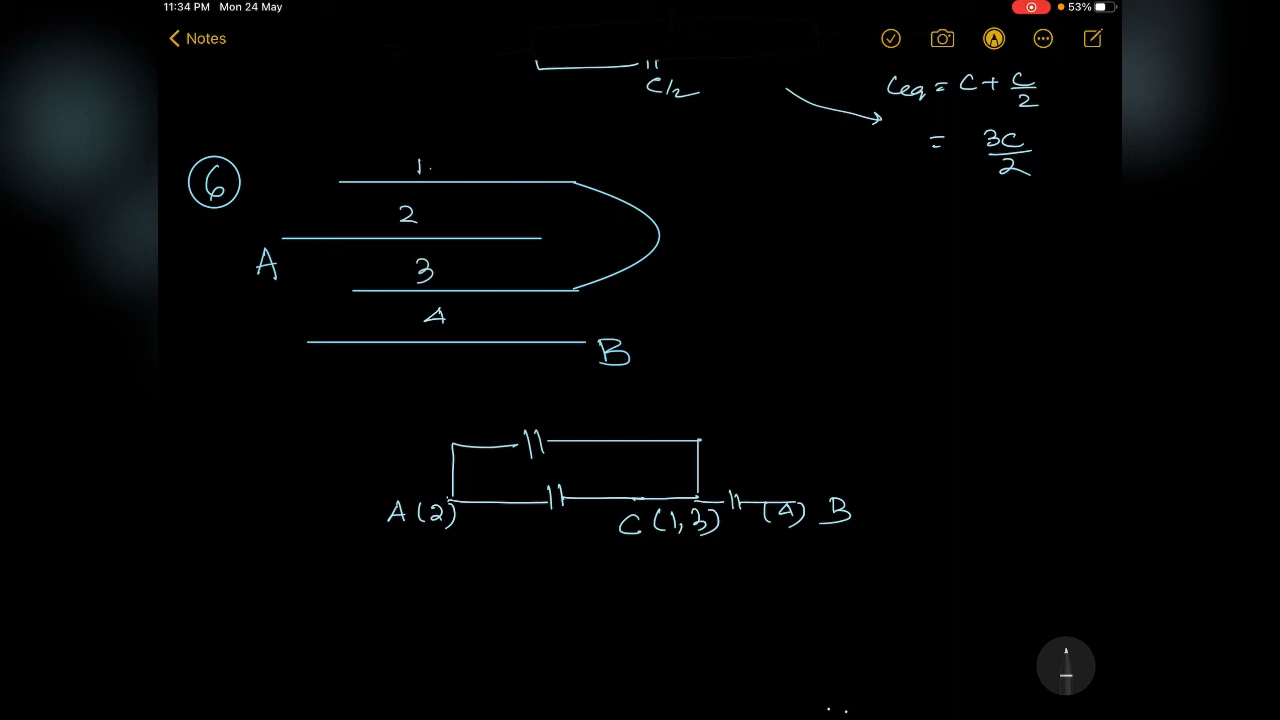 11:34 PM Mon 24 May
53%
Notes
C/2
Ceq = C + C/2
= 3C/2
6
1
2
A
3
4
B
A (2)
C (1,3)
(4) B